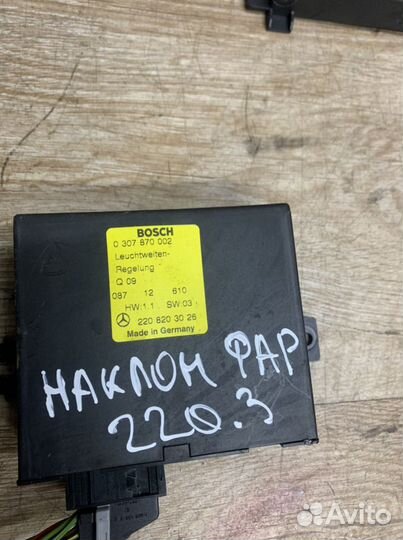 BOSCH
0 307 870 002
Leuchtweiten-
Regelung
Q 09
087 12 610
HW:1.1 SW:03
220 820 30 26
Made in Germany
НАКЛОН ФАР
220.3
Avito